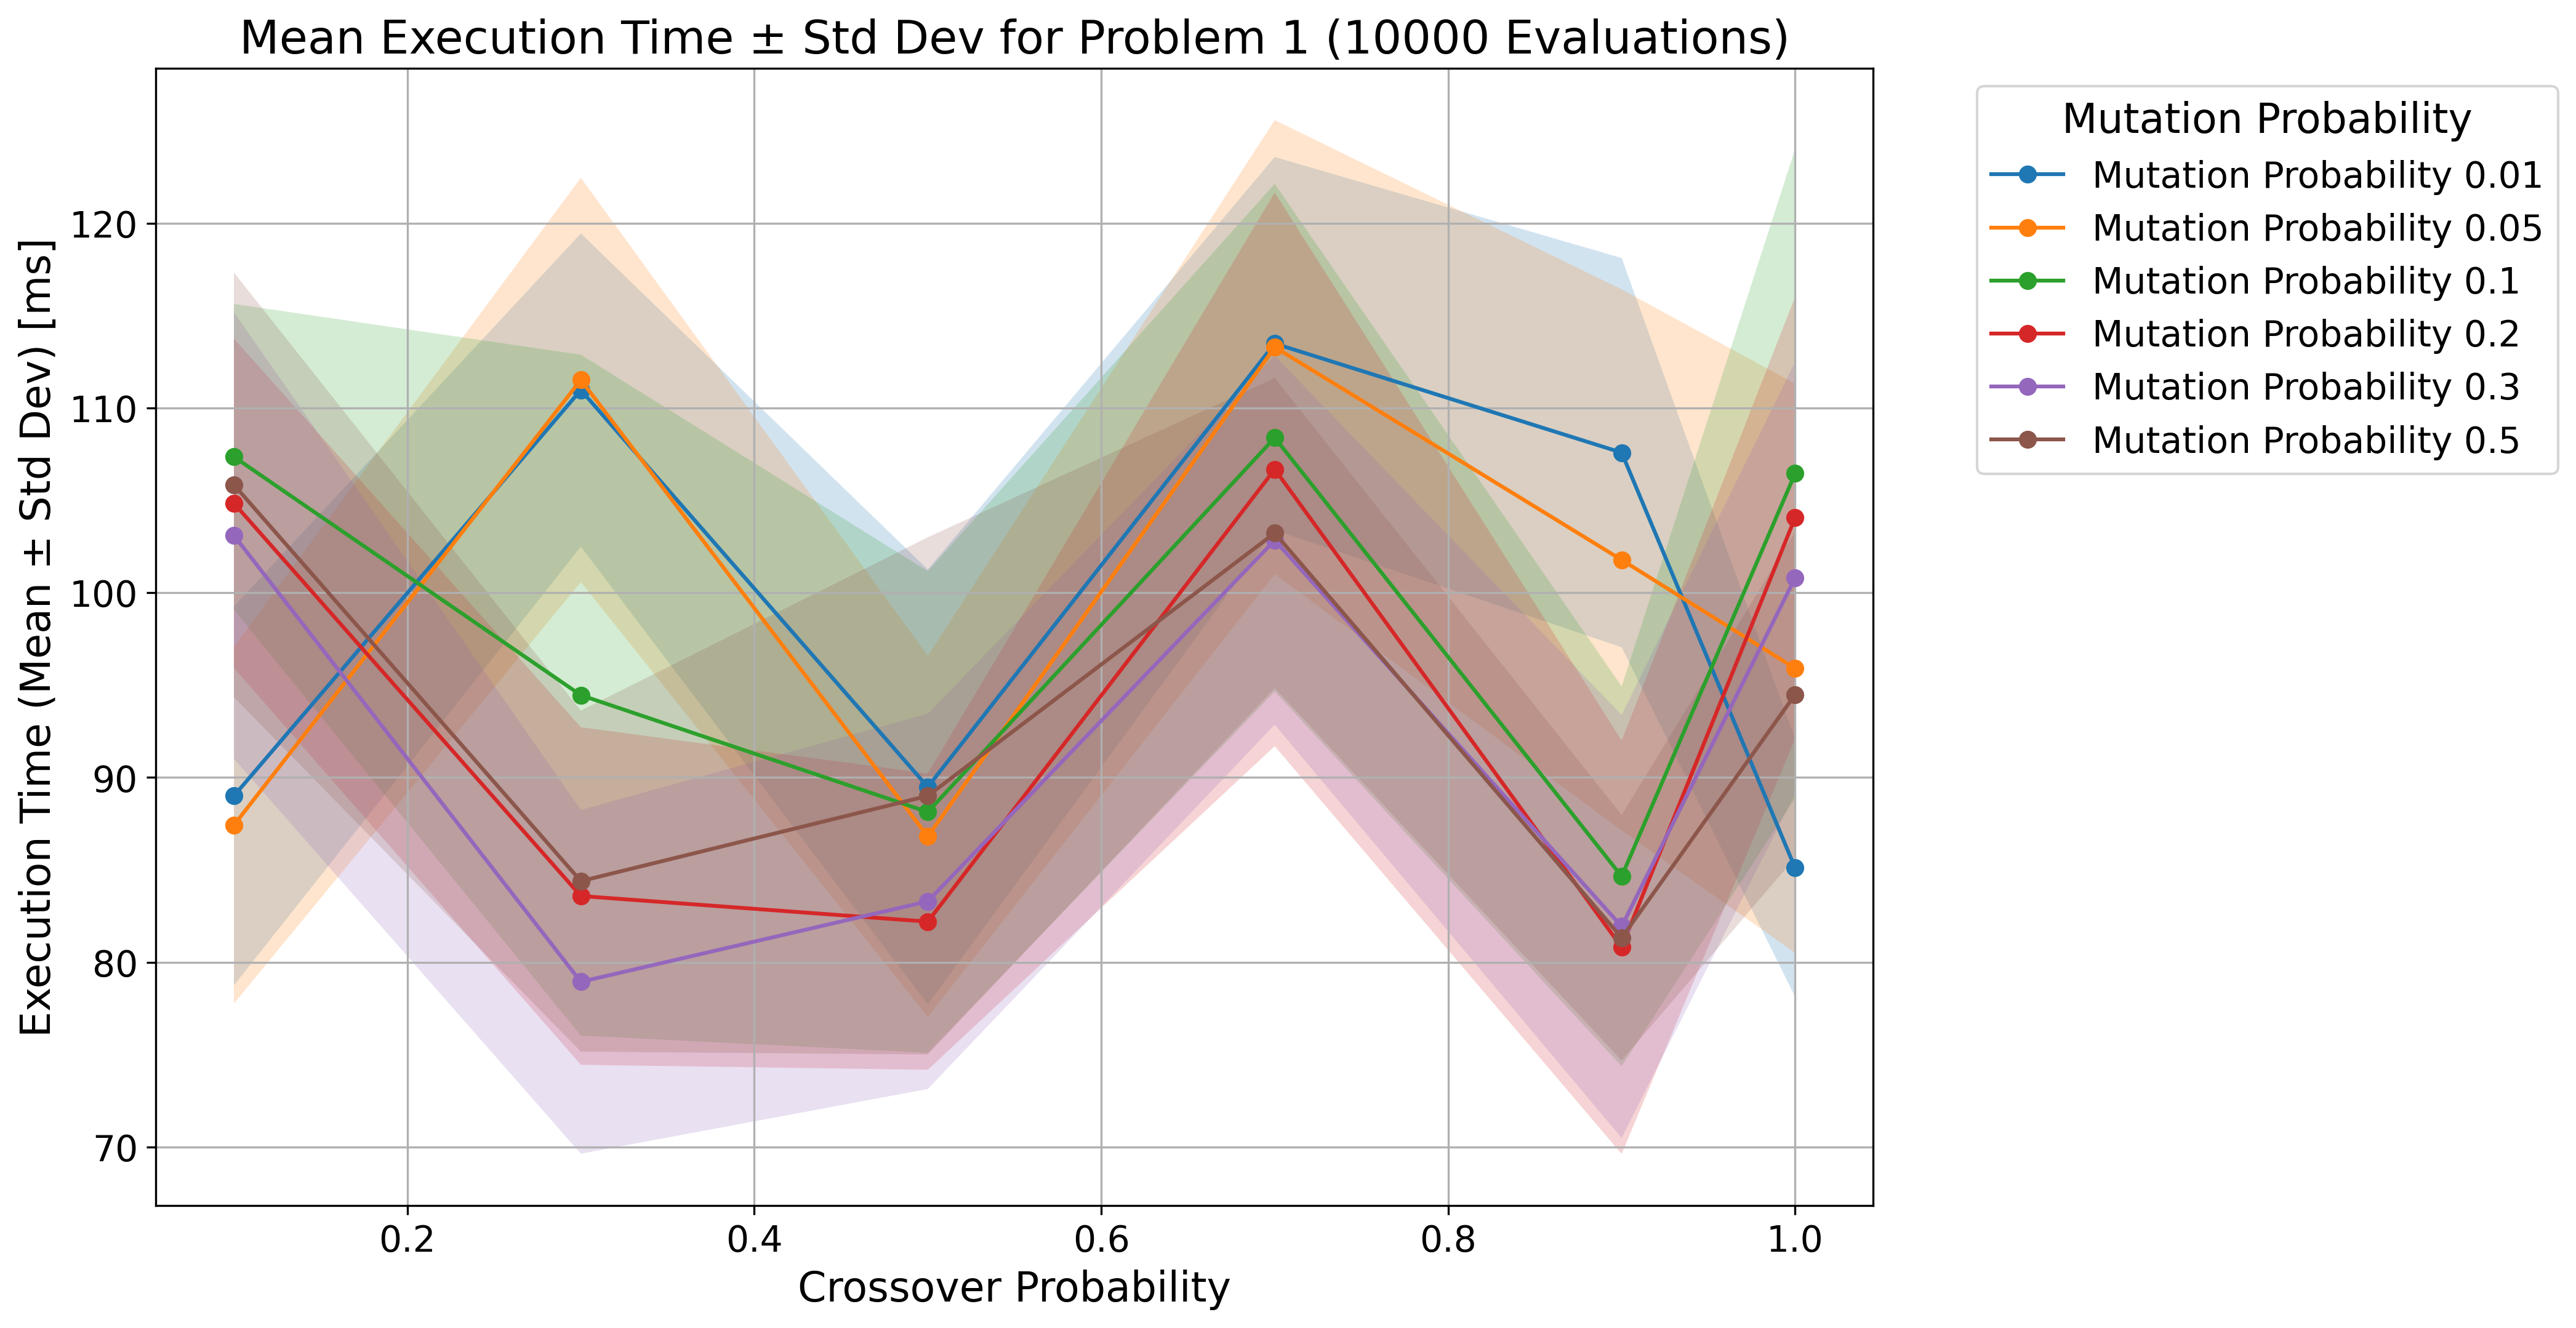 Mean Execution Time ± Std Dev for Problem 1 (10000 Evaluations)
Execution Time (Mean ± Std Dev) [ms]
120
110
100
90
80
70
0.2
0.4
0.6
0.8
1.0
Crossover Probability
Mutation Probability
Mutation Probability 0.01
Mutation Probability 0.05
Mutation Probability 0.1
Mutation Probability 0.2
Mutation Probability 0.3
Mutation Probability 0.5